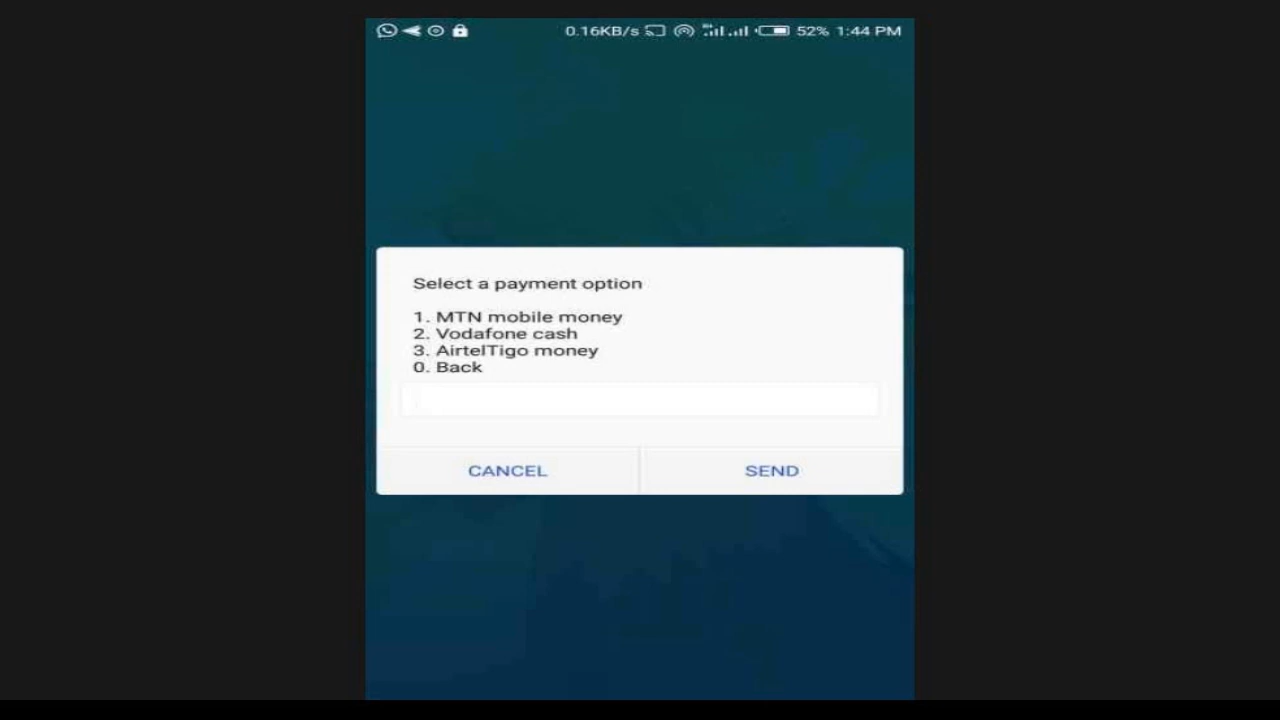 0.16KB/s 52% 1:44 PM
Select a payment option
1. MTN mobile money
2. Vodafone cash
3. AirtelTigo money
0. Back
CANCEL SEND